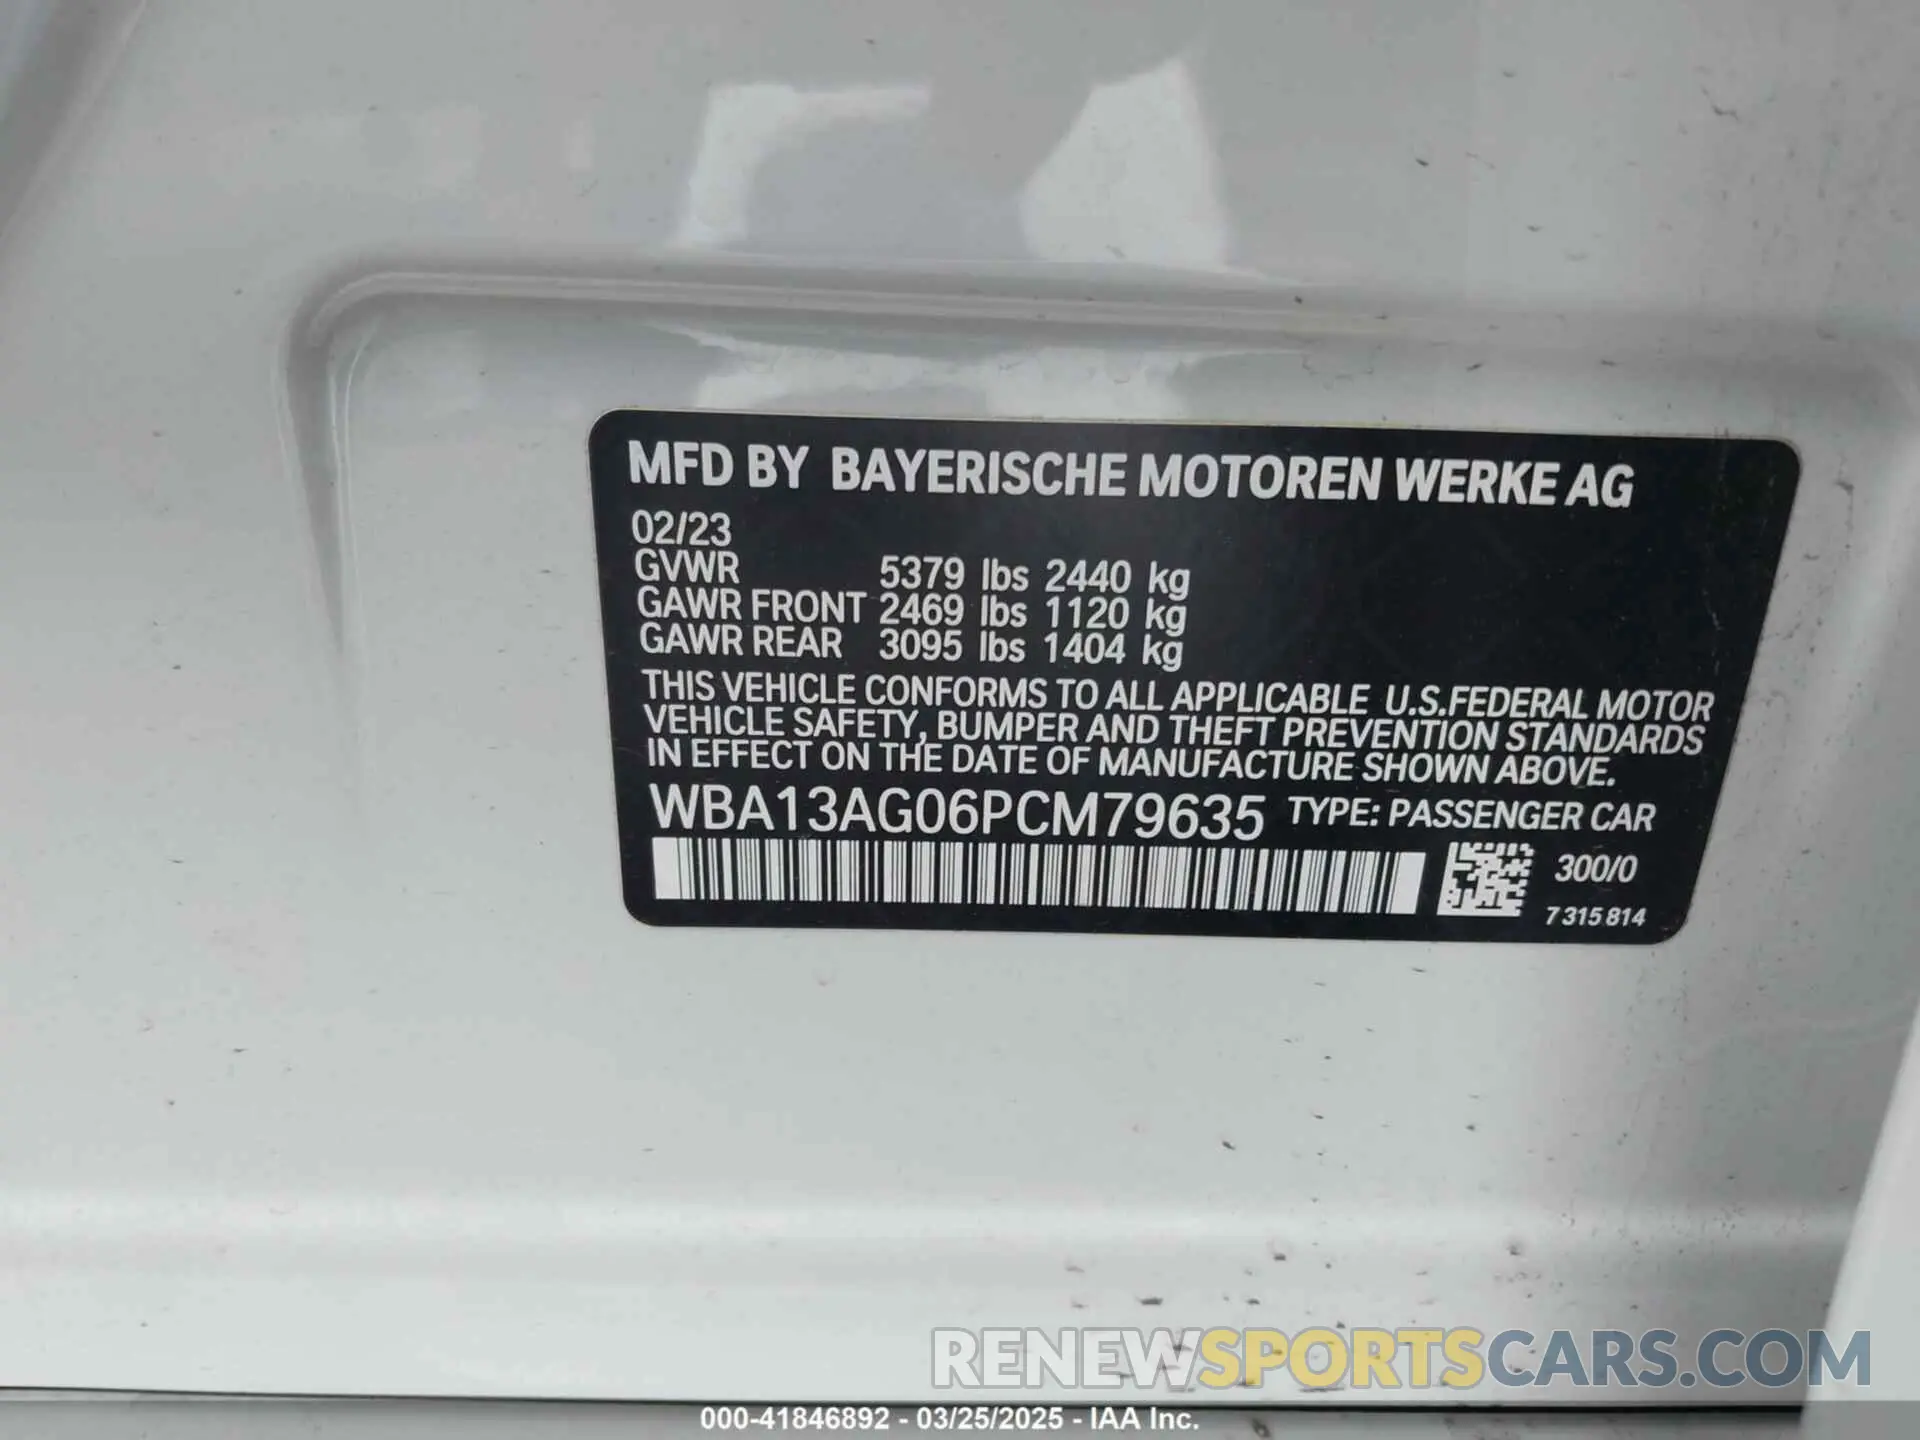 MFD BY BAYERISCHE MOTOREN WERKE AG
02/23
GVWR 5379 lbs 2440 kg
GAWR FRONT 2469 lbs 1120 kg
GAWR REAR 3095 lbs 1404 kg
THIS VEHICLE CONFORMS TO ALL APPLICABLE U.S.FEDERAL MOTOR
VEHICLE SAFETY, BUMPER AND THEFT PREVENTION STANDARDS
IN EFFECT ON THE DATE OF MANUFACTURE SHOWN ABOVE.
WBA13AG06PCM79635 TYPE: PASSENGER CAR
300/0
7 315 814
RENEWSPORTSCARS.COM
000-41846892 - 03/25/2025 - IAA Inc.